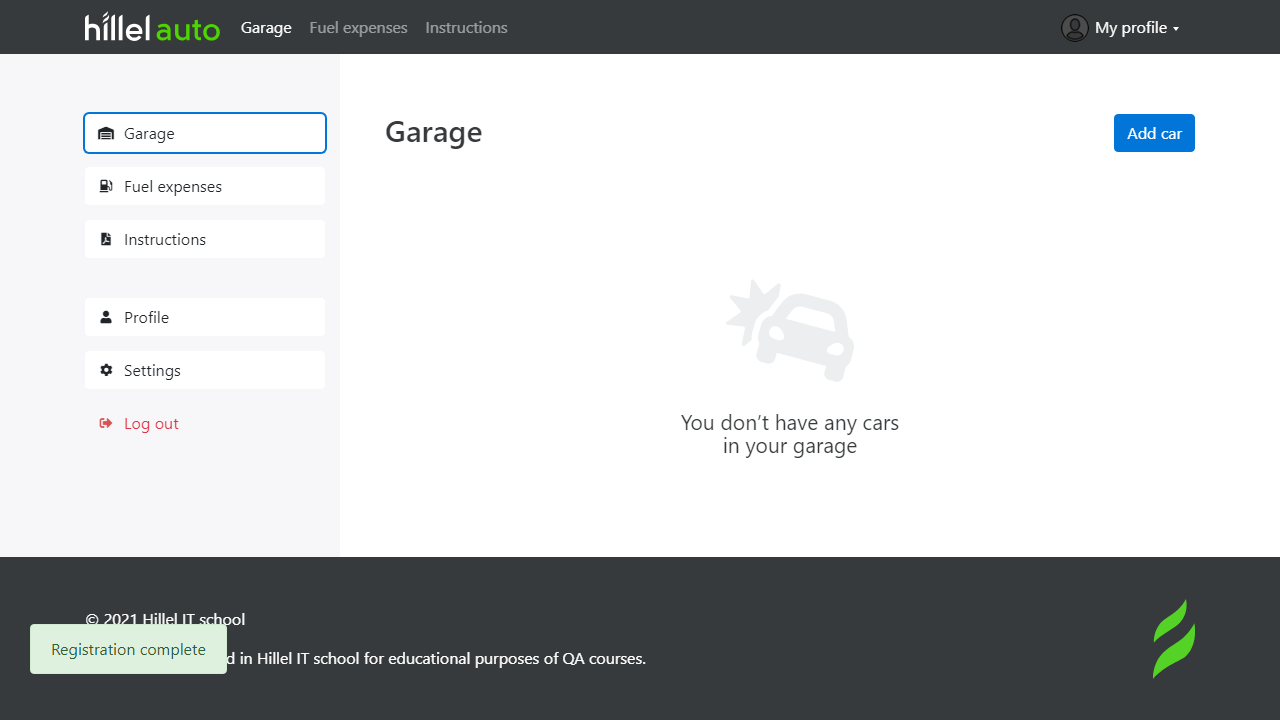 hillel auto Garage Fuel expenses Instructions My profile
Garage
Fuel expenses
Instructions
Profile
Settings
Log out
Garage
Add car
You don’t have any cars
in your garage
© 2021 Hillel IT school
Registration complete
d in Hillel IT school for educational purposes of QA courses.